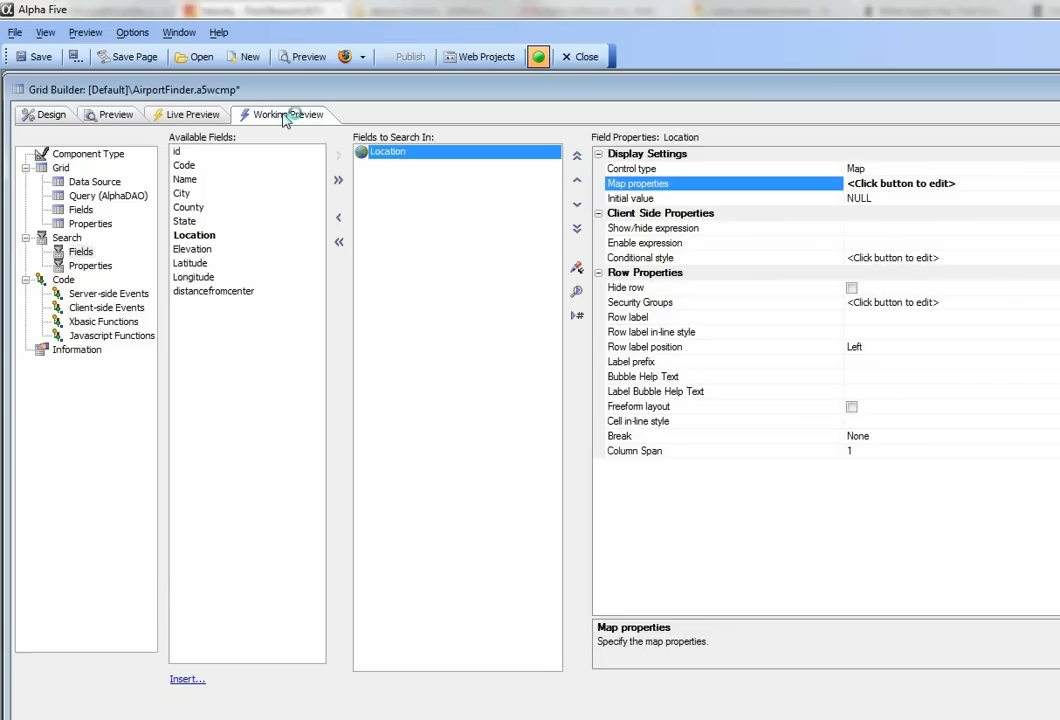 Alpha Five
File View Preview Options Window Help
Save Save Page Open New Preview Publish Web Projects Close
Grid Builder: [Default]\AirportFinder.a5wcmp*
Design Preview Live Preview Working Preview
Component Type
Grid
Data Source
Query (AlphaDAO)
Fields
Properties
Search
Fields
Properties
Code
Server-side Events
Client-side Events
Xbasic Functions
Javascript Functions
Information
Available Fields:
id
Code
Name
City
County
State
Location
Elevation
Latitude
Longitude
distancefromcenter
Insert...
Fields to Search In:
Location
Field Properties: Location
Display Settings
Control type Map
Map properties <Click button to edit>
Initial value NULL
Client Side Properties
Show/hide expression
Enable expression
Conditional style <Click button to edit>
Row Properties
Hide row
Security Groups <Click button to edit>
Row label
Row label in-line style
Row label position Left
Label prefix
Bubble Help Text
Label Bubble Help Text
Freeform layout
Cell in-line style
Break None
Column Span 1
Map properties
Specify the map properties.